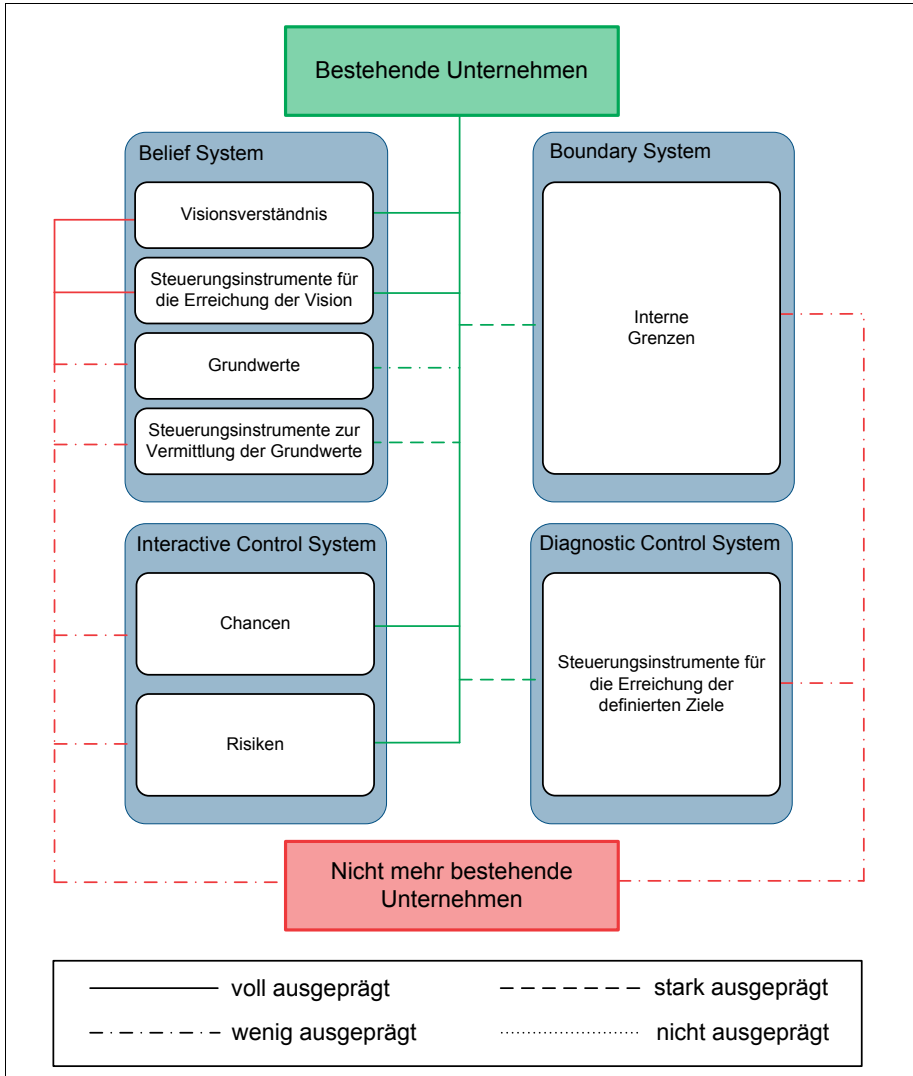 Bestehende Unternehmen
Belief System
Visionsverständnis
Steuerungsinstrumente für
die Erreichung der Vision
Grundwerte
Steuerungsinstrumente zur
Vermittlung der Grundwerte
Boundary System
Interne
Grenzen
Interactive Control System
Chancen
Risiken
Diagnostic Control System
Steuerungsinstrumente für
die Erreichung der
definierten Ziele
Nicht mehr bestehende
Unternehmen
voll ausgeprägt
stark ausgeprägt
wenig ausgeprägt
nicht ausgeprägt